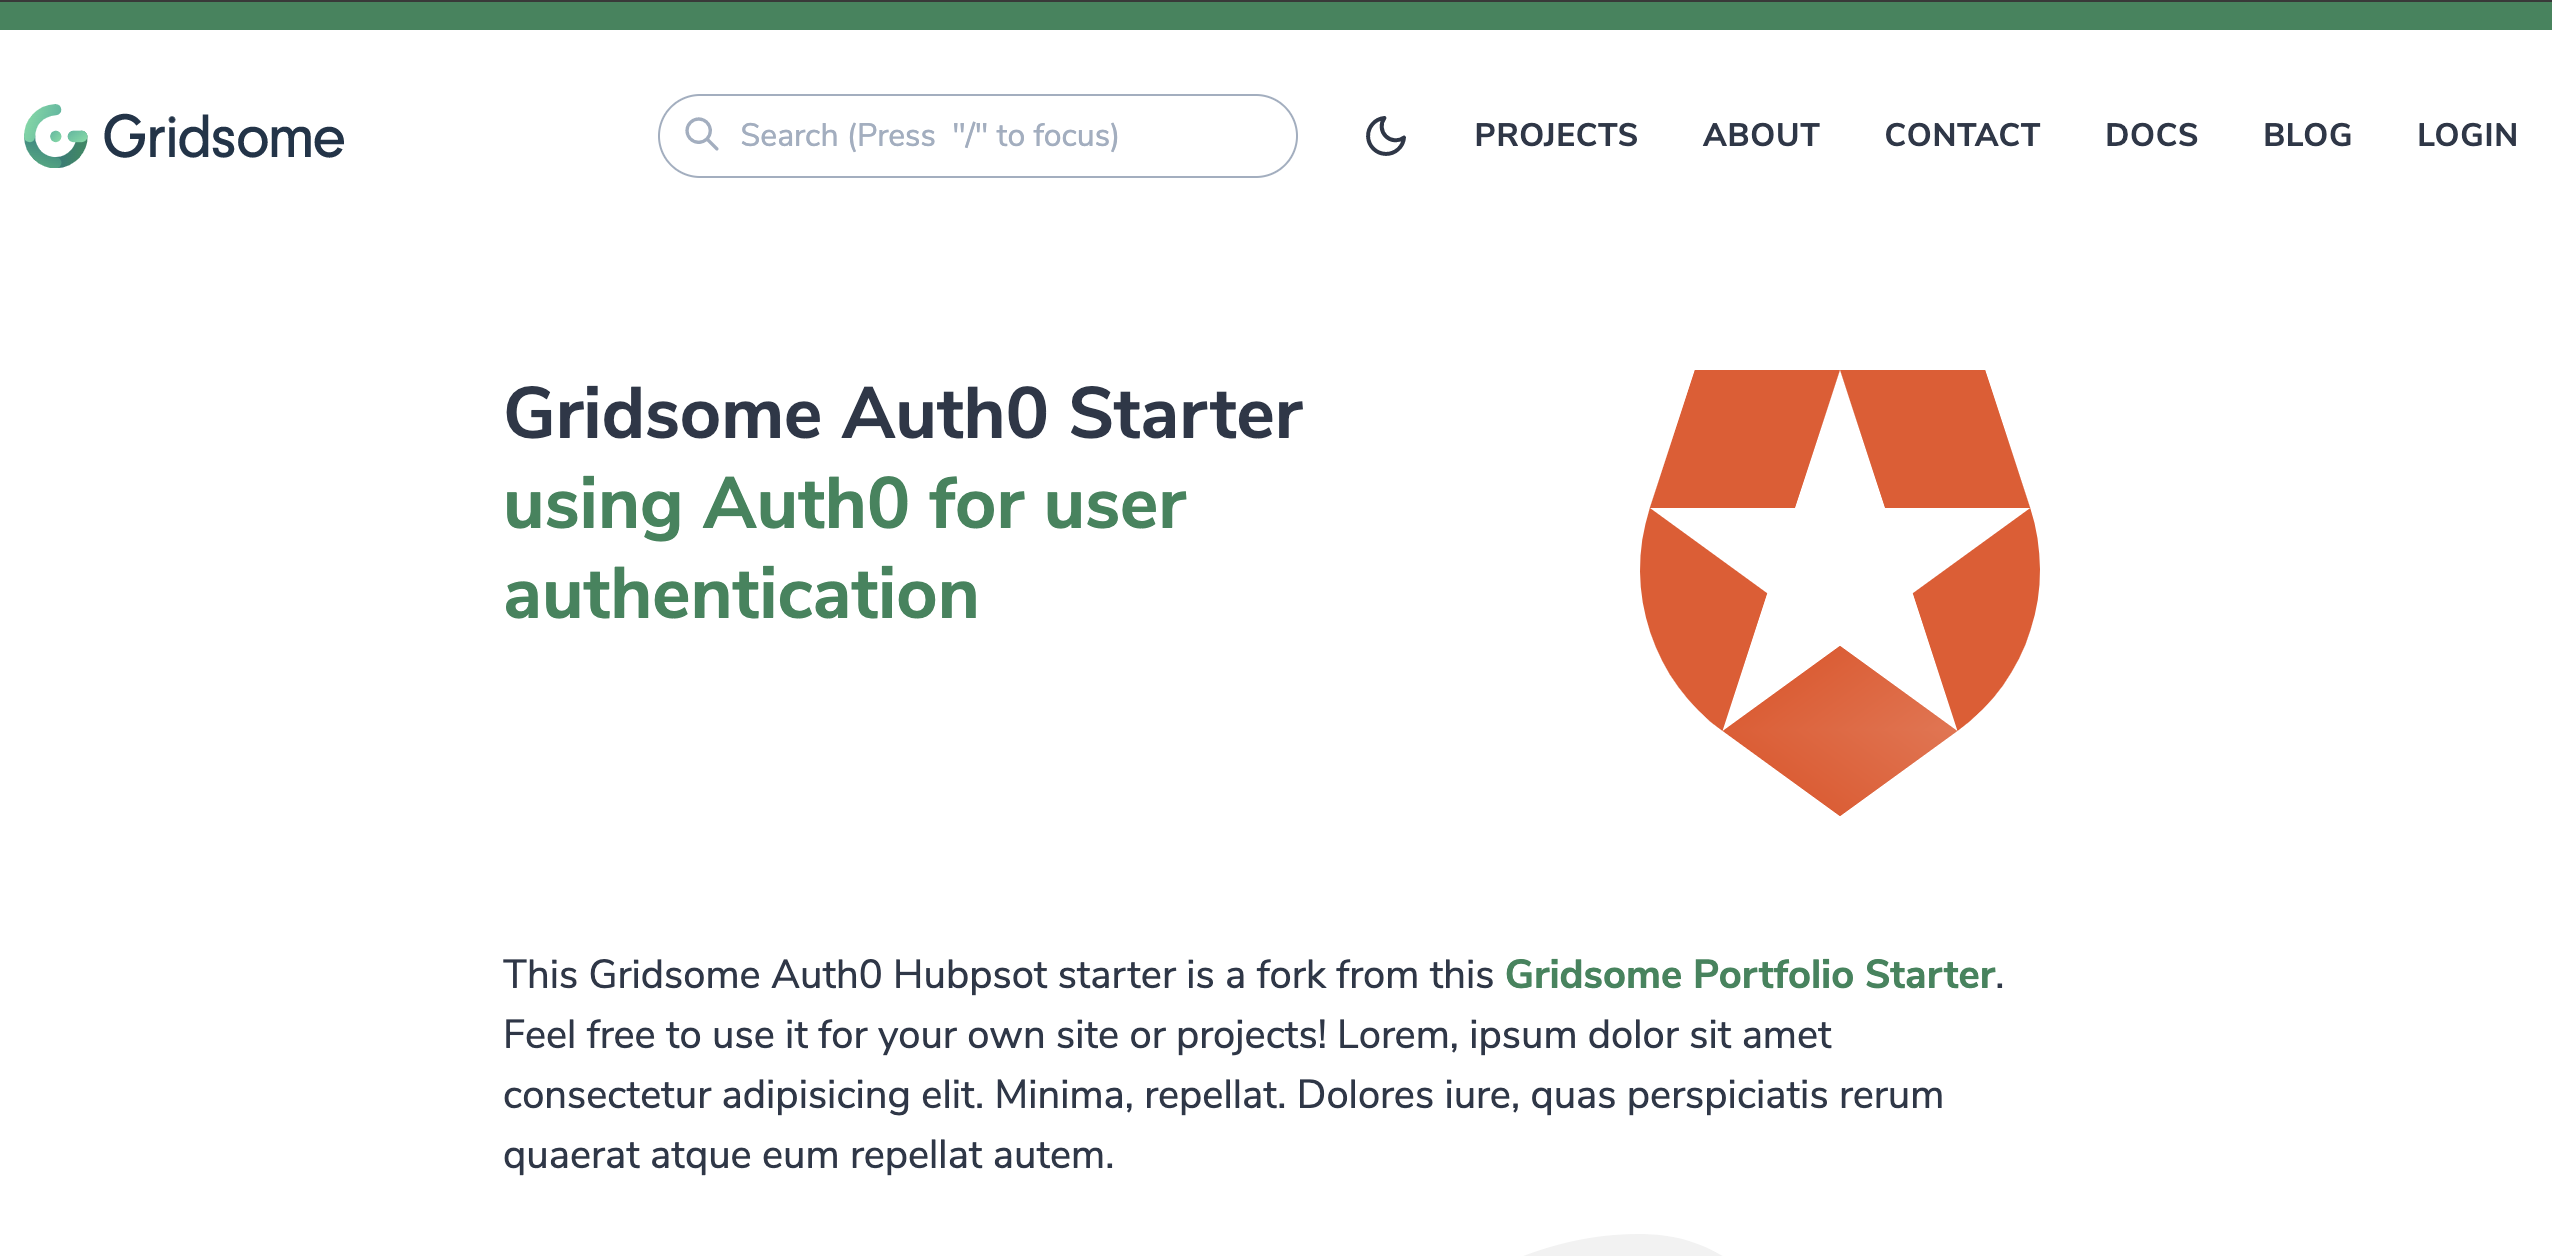 Gridsome
Search (Press "/" to focus)
PROJECTS
ABOUT
CONTACT
DOCS
BLOG
LOGIN
Gridsome Auth0 Starter
using Auth0 for user
authentication
This Gridsome Auth0 Hubpsot starter is a fork from this Gridsome Portfolio Starter.
Feel free to use it for your own site or projects! Lorem, ipsum dolor sit amet
consectetur adipisicing elit. Minima, repellat. Dolores iure, quas perspiciatis rerum
quaerat atque eum repellat autem.